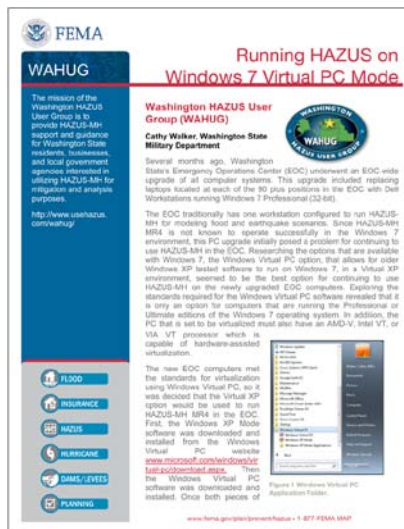 FEMA
Running HAZUS on
Windows 7 Virtual PC Mode
WAHUG
The mission of the
Washington HAZUS
User Group is to
provide HAZUS-MH
support and guidance
for Washington State
residents, businesses,
and local government
agencies interested in
utilizing HAZUS-MH for
mitigation and analysis
purposes.
http://www.usehazus.
com/wahug/
Washington HAZUS User
Group (WAHUG)
Cathy Walker, Washington State
Military Department
WASHINGTON
WAHUG
HAZUS USER GROUP
Several months ago, Washington
State's Emergency Operations Center (EOC) underwent an EOC wide
upgrade of all computer systems. This upgrade included replacing
laptops located at each of the 90 plus positions in the EOC with Dell
Workstations running Windows 7 Professional (32-bit).
The EOC traditionally has one workstation configured to run HAZUS-
MH for modeling flood and earthquake scenarios. Since HAZUS-MH
MR4 is not known to operate successfully in the Windows 7
environment, this PC upgrade initially posed a problem for continuing to
use HAZUS-MH in the EOC. Researching the options that are available
with Windows 7, the Windows Virtual PC option, that allows for older
Windows XP tested software to run on Windows 7, in a Virtual XP
environment, seemed to be the best option for continuing to use
HAZUS-MH on the newly upgraded EOC computers. Exploring the
standards required for the Windows Virtual PC software revealed that it
is only an option for computers that are running the Professional or
Ultimate editions of the Windows 7 operating system. In addition, the
PC that is set to be virtualized must also have an AMD-V, Intel VT, or
VIA VT processor which is
capable of hardware-assisted
virtualization.
The new EOC computers met
the standards for virtualization
using Windows Virtual PC, so it
was decided that the Virtual XP
option would be used to run
HAZUS-MH MR4 in the EOC.
First, the Windows XP Mode
software was downloaded and
installed from the Windows
Virtual PC website
www.microsoft.com/windows/vir
tual-pc/download.aspx. Then
the Windows Virtual PC
software was downloaded and
installed. Once both pieces of
Figure 1 Windows Virtual PC
Application Folder.
FLOOD
INSURANCE
HAZUS
HURRICANE
DAMS/LEVEES
PLANNING
www.fema.gov/plan/prevent/hazus • 1-877-FEMA MAP